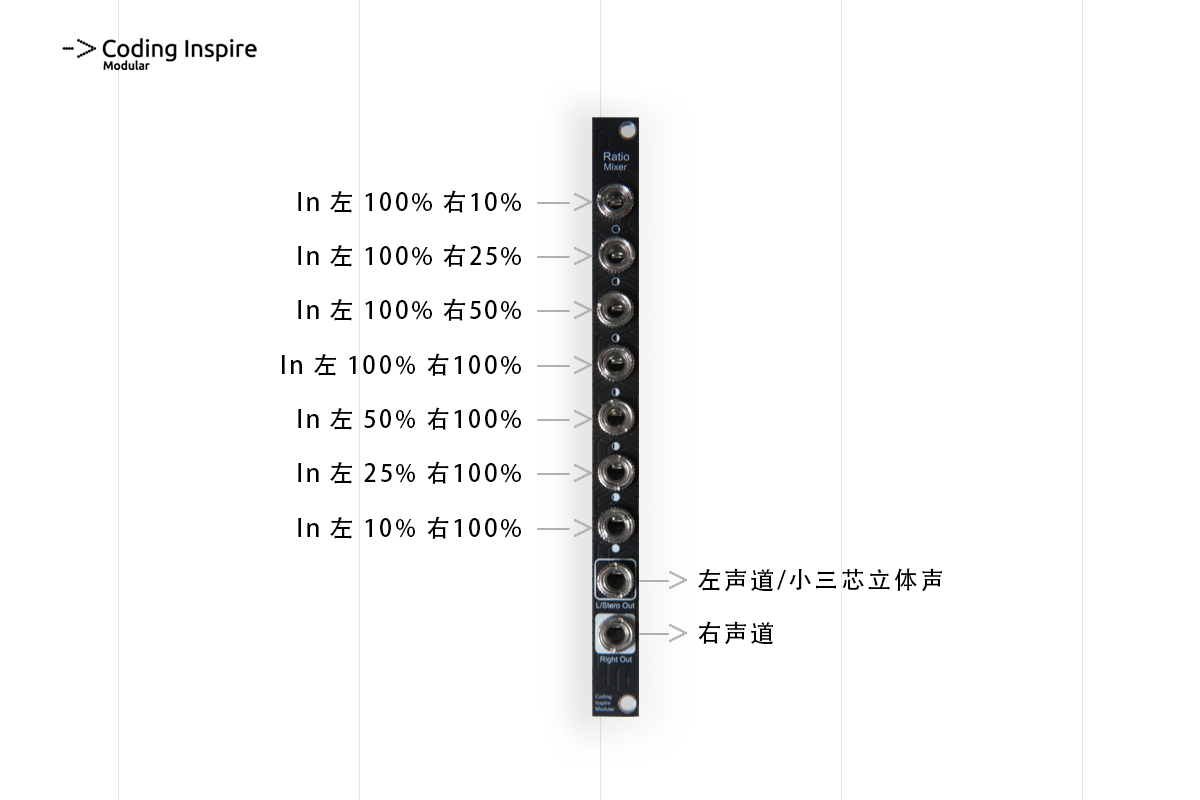 Coding Inspire
Modular
Ratio
Mixer
In 左 100% 右10%
In 左 100% 右25%
In 左 100% 右50%
In 左 100% 右100%
In 左 50% 右100%
In 左 25% 右100%
In 左 10% 右100%
左声道/小三芯立体声
L/Stero Out
右声道
Right Out
Coding
Inspire
Modular